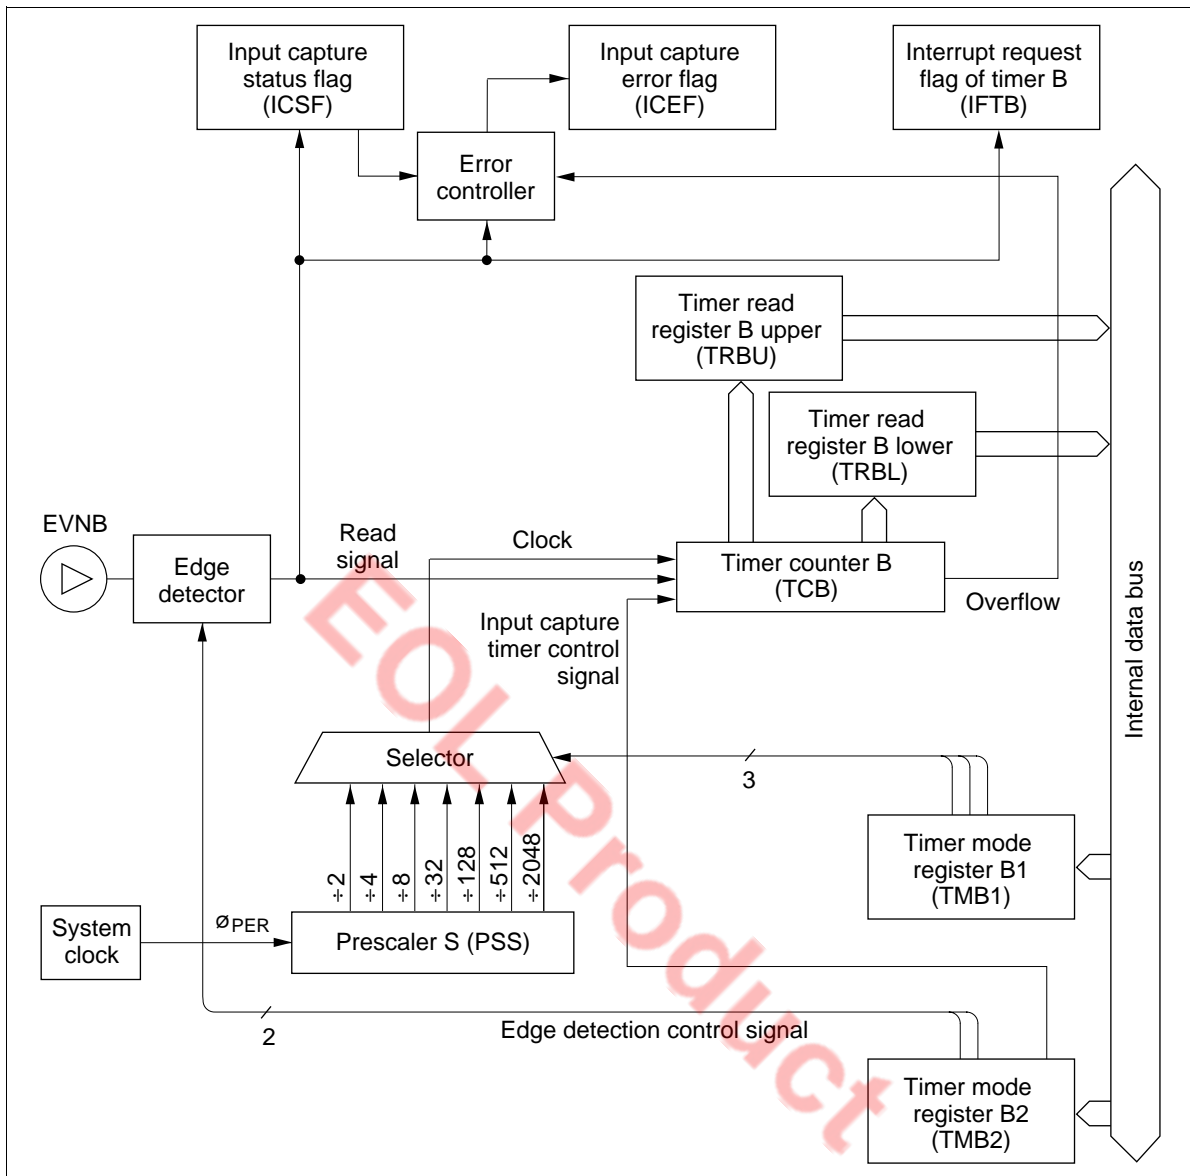 Input capture
status flag
(ICSF)
Input capture
error flag
(ICEF)
Interrupt request
flag of timer B
(IFTB)
Error
controller
Timer read
register B upper
(TRBU)
Timer read
register B lower
(TRBL)
EVNB
Edge
detector
Read
signal
Clock
Timer counter B
(TCB)
Overflow
Input capture
timer control
signal
Internal data bus
Selector
3
÷2
÷4
÷8
÷32
÷128
÷512
÷2048
Timer mode
register B1
(TMB1)
System
clock
øPER
Prescaler S (PSS)
2
Edge detection control signal
Timer mode
register B2
(TMB2)
EOL Product